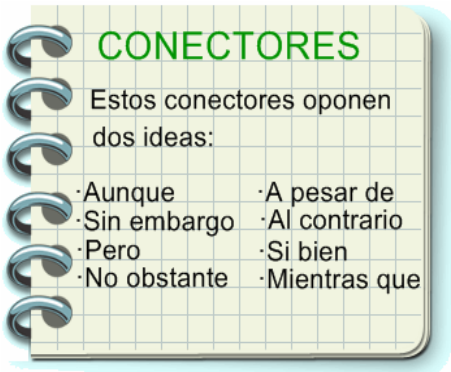 CONECTORES
Estos conectores oponen
dos ideas:
·Aunque
·Sin embargo
·Pero
·No obstante
·A pesar de
·Al contrario
·Si bien
·Mientras que